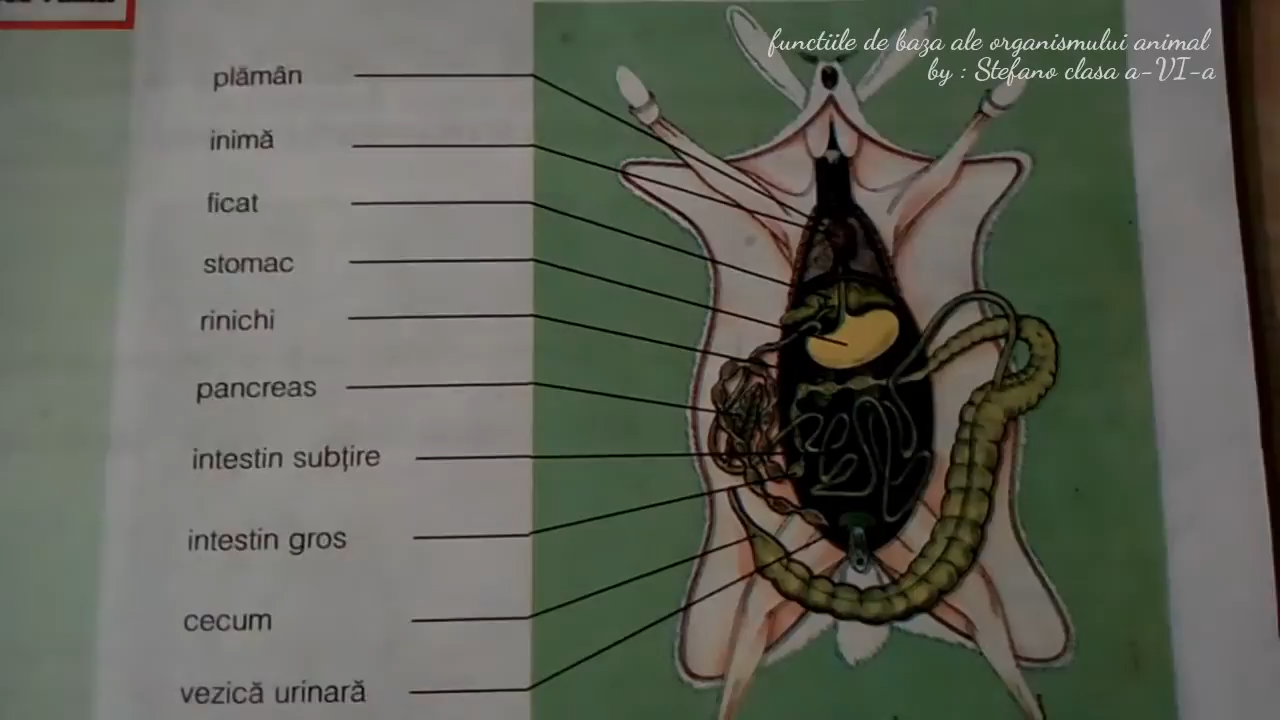 functiile de baza ale organismului animal
by : Stefano clasa a-VI-a
plămân
inimă
ficat
stomac
rinichi
pancreas
intestin subțire
intestin gros
cecum
vezică urinară